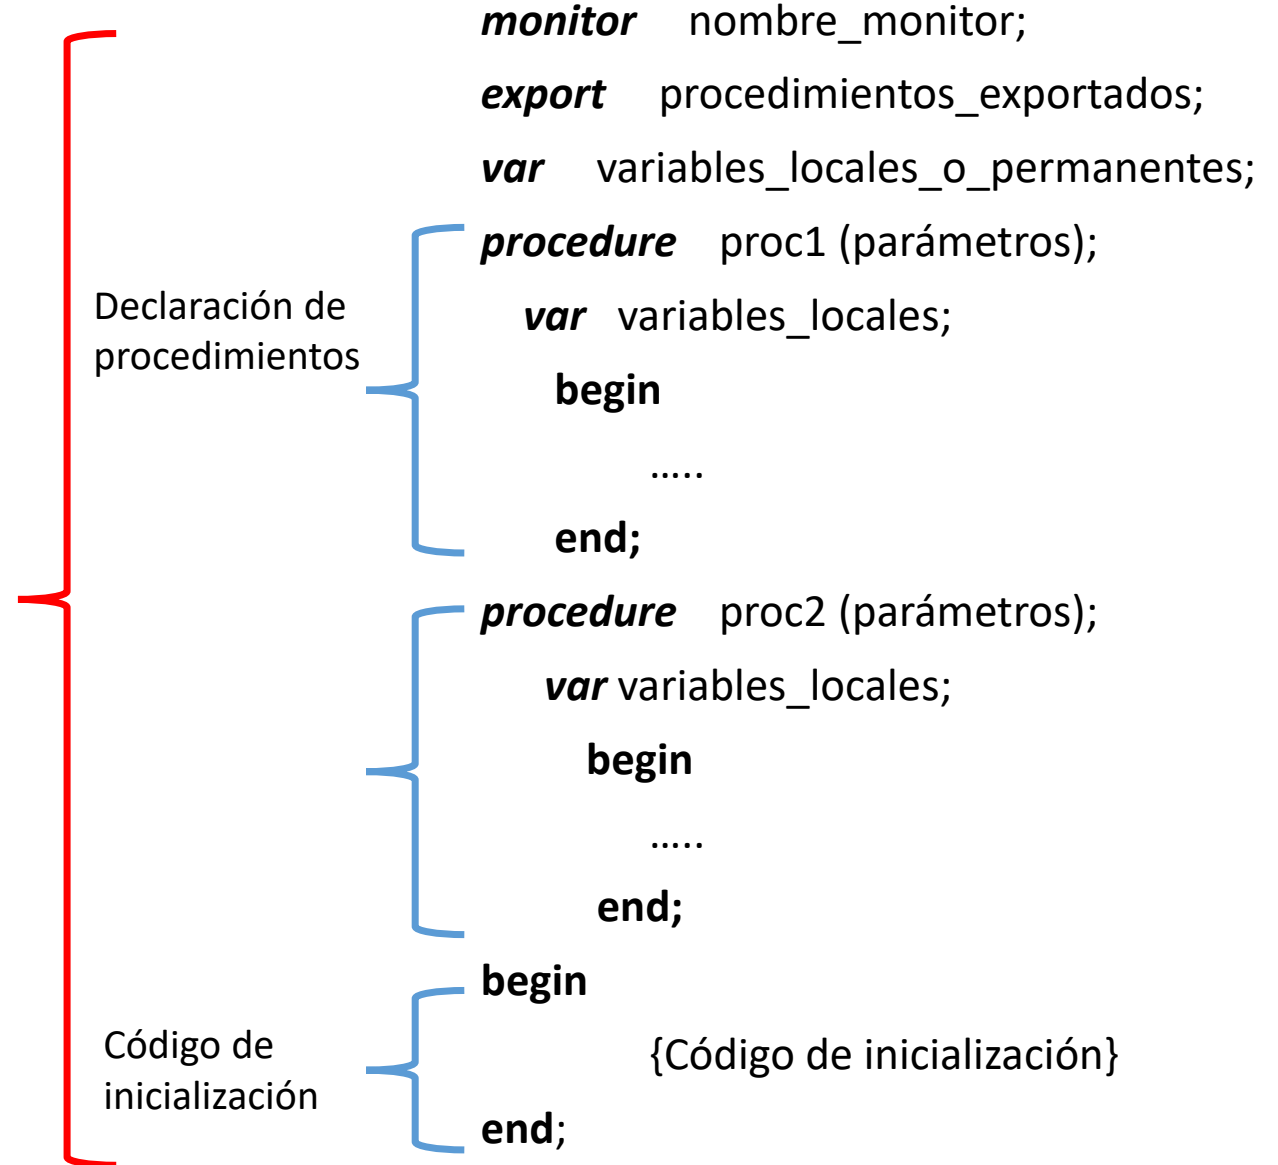 monitor nombre_monitor;
export procedimientos_exportados;
var variables_locales_o_permanentes;
procedure proc1 (parámetros);
Declaración de
procedimientos
var variables_locales;
begin
.....
end;
procedure proc2 (parámetros);
var variables_locales;
begin
.....
end;
begin
Código de
inicialización
{Código de inicialización}
end;